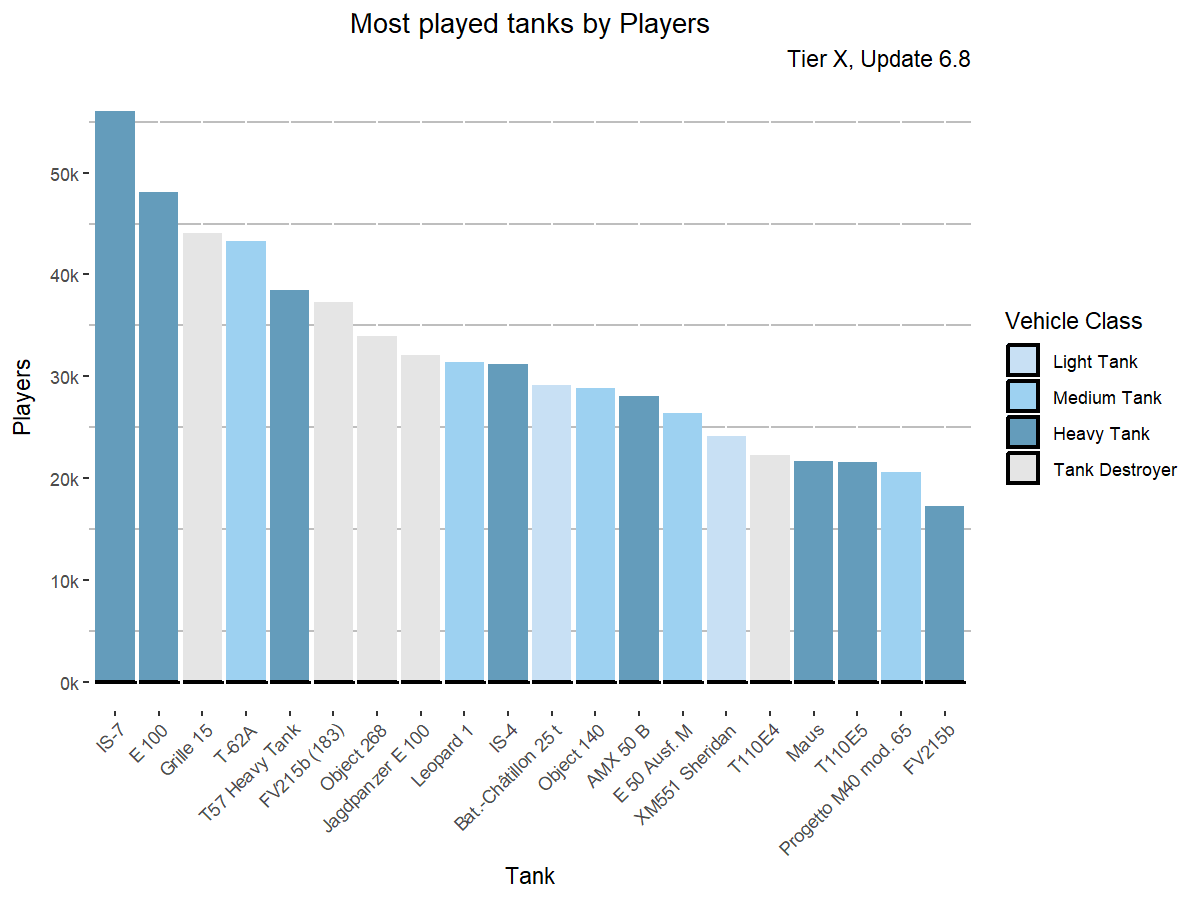 Most played tanks by Players
Tier X, Update 6.8
Players
50k
40k
30k
20k
10k
0k
IS-7
E 100
Grille 15
T-62A
T57 Heavy Tank
FV215b (183)
Object 268
Jagdpanzer E 100
Leopard 1
IS-4
Bat.-Châtillon 25 t
Object 140
AMX 50 B
E 50 Ausf. M
XM551 Sheridan
T110E4
Maus
T110E5
Progetto M40 mod. 65
FV215b
Tank
Vehicle Class
Light Tank
Medium Tank
Heavy Tank
Tank Destroyer